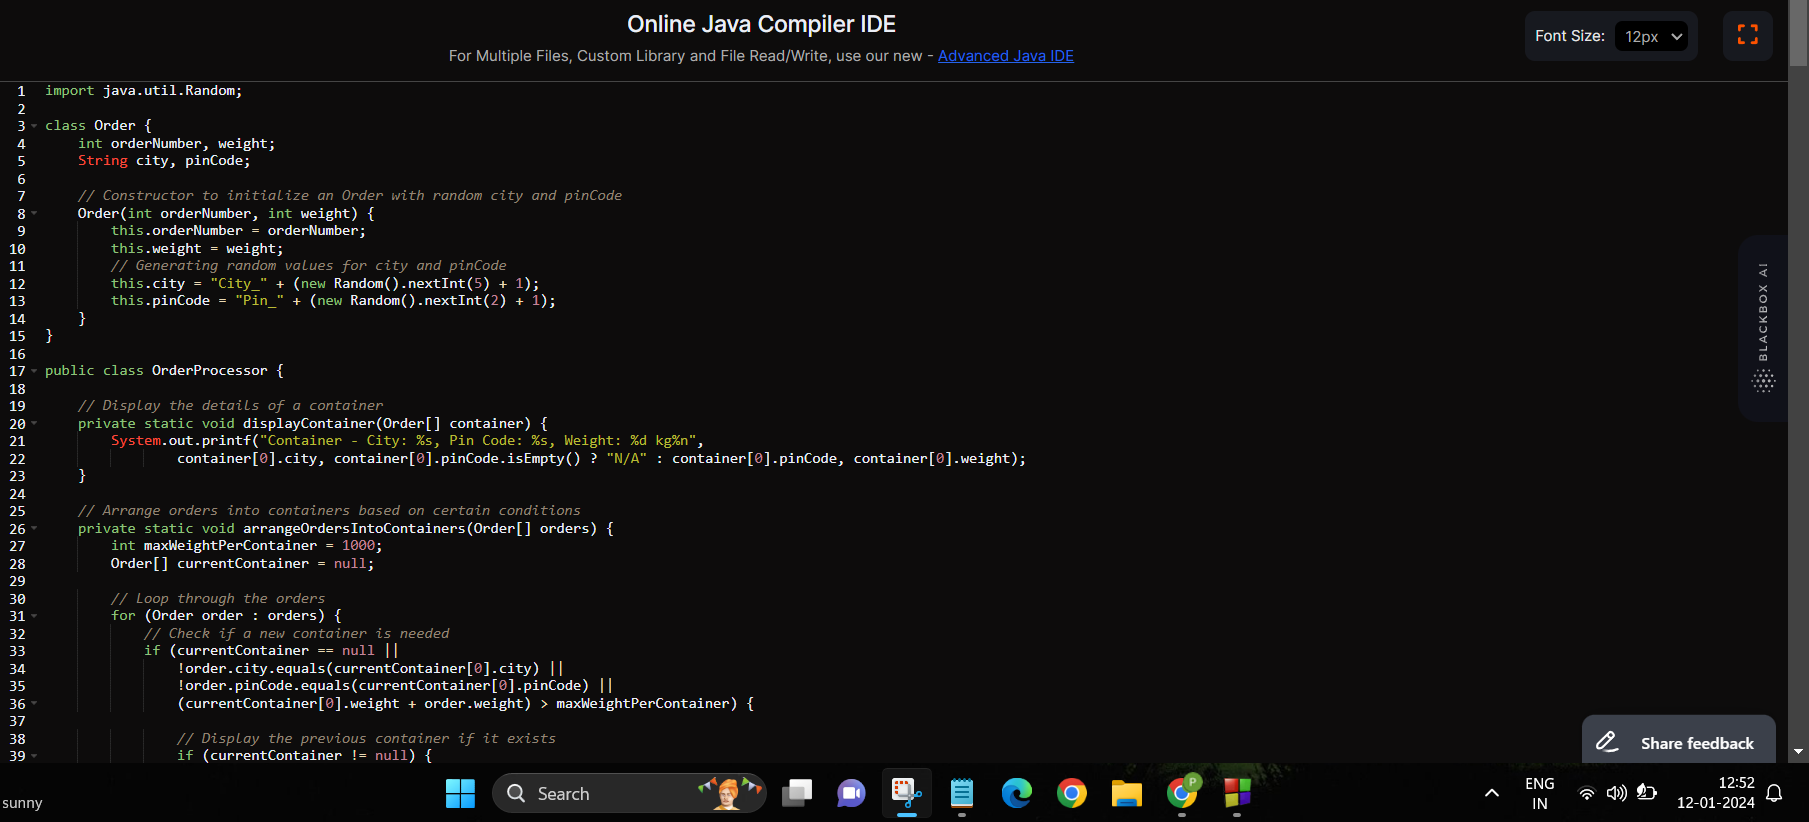 Online Java Compiler IDE
For Multiple Files, Custom Library and File Read/Write, use our new - Advanced Java IDE
Font Size: 12px
1 import java.util.Random;
2
3 class Order {
4 int orderNumber, weight;
5 String city, pinCode;
6
7 // Constructor to initialize an Order with random city and pinCode
8 Order(int orderNumber, int weight) {
9 this.orderNumber = orderNumber;
10 this.weight = weight;
11 // Generating random values for city and pinCode
12 this.city = "City_" + (new Random().nextInt(5) + 1);
13 this.pinCode = "Pin_" + (new Random().nextInt(2) + 1);
14 }
15 }
16
17 public class OrderProcessor {
18
19 // Display the details of a container
20 private static void displayContainer(Order[] container) {
21 System.out.printf("Container - City: %s, Pin Code: %s, Weight: %d kg%n",
22 container[0].city, container[0].pinCode.isEmpty() ? "N/A" : container[0].pinCode, container[0].weight);
23 }
24
25 // Arrange orders into containers based on certain conditions
26 private static void arrangeOrdersIntoContainers(Order[] orders) {
27 int maxWeightPerContainer = 1000;
28 Order[] currentContainer = null;
29
30 // Loop through the orders
31 for (Order order : orders) {
32 // Check if a new container is needed
33 if (currentContainer == null ||
34 !order.city.equals(currentContainer[0].city) ||
35 !order.pinCode.equals(currentContainer[0].pinCode) ||
36 (currentContainer[0].weight + order.weight) > maxWeightPerContainer) {
37
38 // Display the previous container if it exists
39 if (currentContainer != null) {
BLACKBOX AI
Share feedback
sunny
Search
P
ENG
IN
12:52
12-01-2024